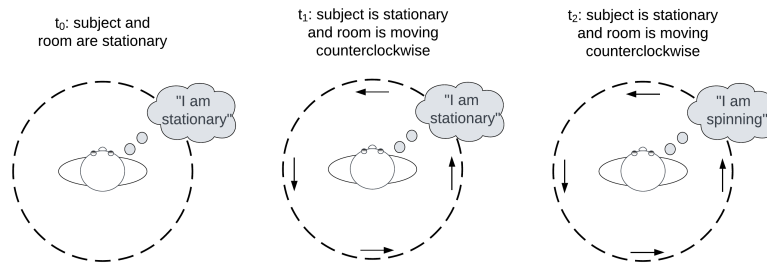 t₀: subject and
room are stationary
"I am
stationary"
t₁: subject is stationary
and room is moving
counterclockwise
"I am
stationary"
t₂: subject is stationary
and room is moving
counterclockwise
"I am
spinning"